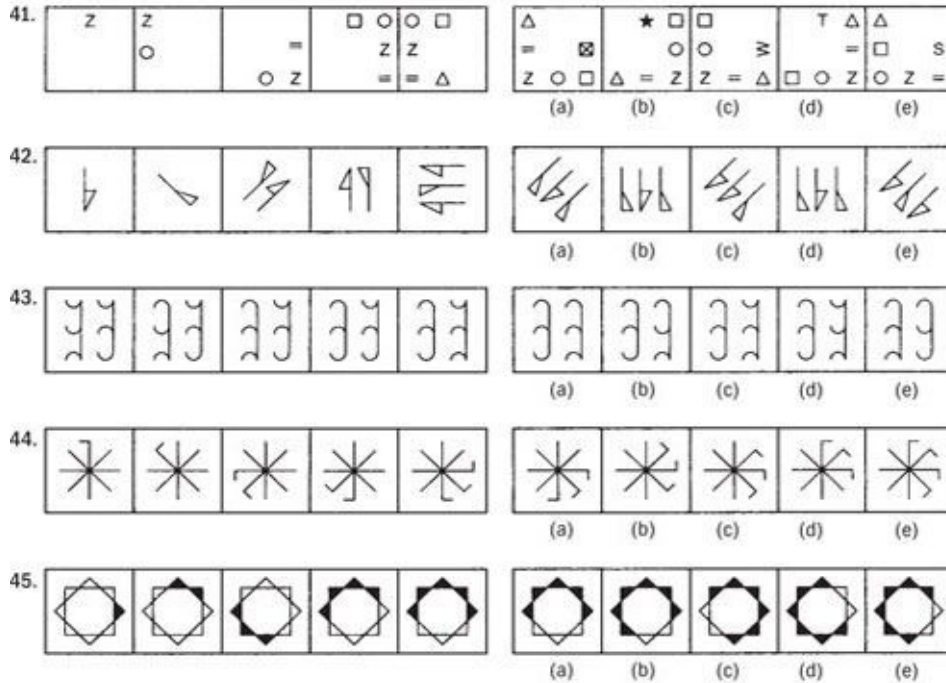 41.
Z
Z
=
Z
Z
=
Z
=
=
Z
= Z
Z =
T
=
Z
S
Z =
(a) (b) (c) (d) (e)
42.
(a) (b) (c) (d) (e)
43.
(a) (b) (c) (d) (e)
44.
(a) (b) (c) (d) (e)
45.
(a) (b) (c) (d) (e)